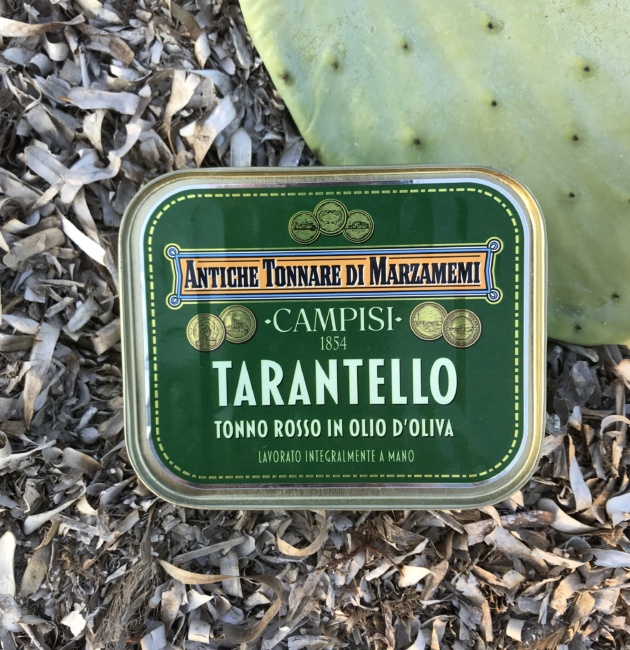 ANTICHE TONNARE DI MARZAMEMI
·CAMPISI·
1854
TARANTELLO
TONNO ROSSO IN OLIO D'OLIVA
LAVORATO INTEGRALMENTE A MANO